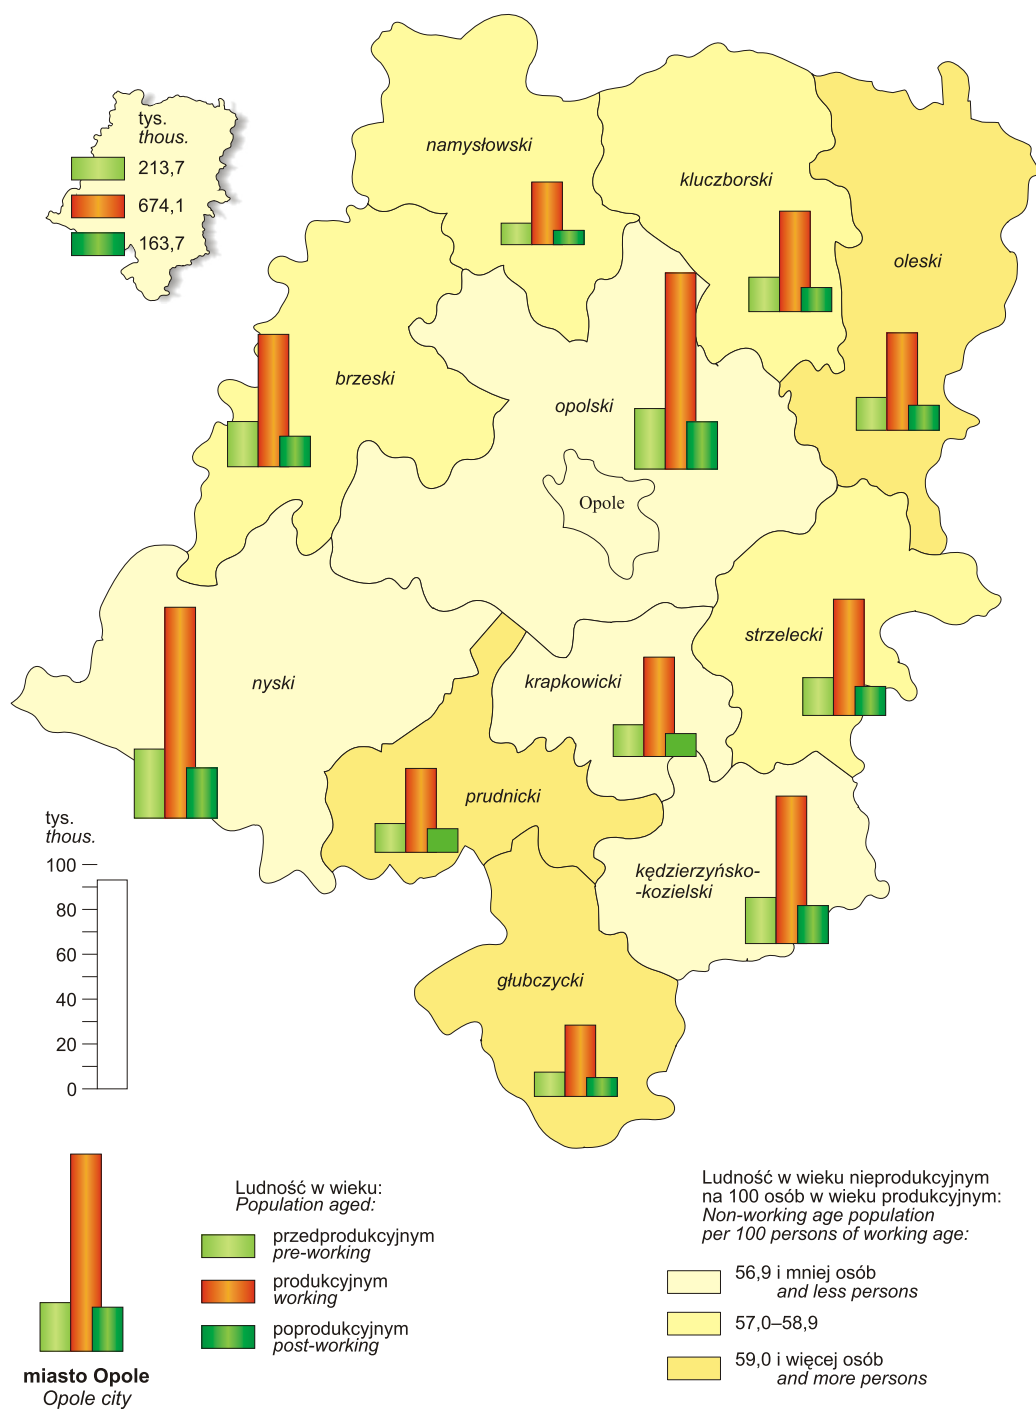 tys.
thous.
213,7
674,1
163,7
namysłowski
kluczborski
oleski
brzeski
opolski
Opole
strzelecki
nyski
krapkowicki
prudnicki
kędzierzyńsko-
-kozielski
głubczycki
tys.
thous.
100
80
60
40
20
0
miasto Opole
Opole city
Ludność w wieku:
Population aged:
przedprodukcyjnym
pre-working
produkcyjnym
working
poprodukcyjnym
post-working
Ludność w wieku nieprodukcyjnym
na 100 osób w wieku produkcyjnym:
Non-working age population
per 100 persons of working age:
56,9 i mniej osób
and less persons
57,0–58,9
59,0 i więcej osób
and more persons